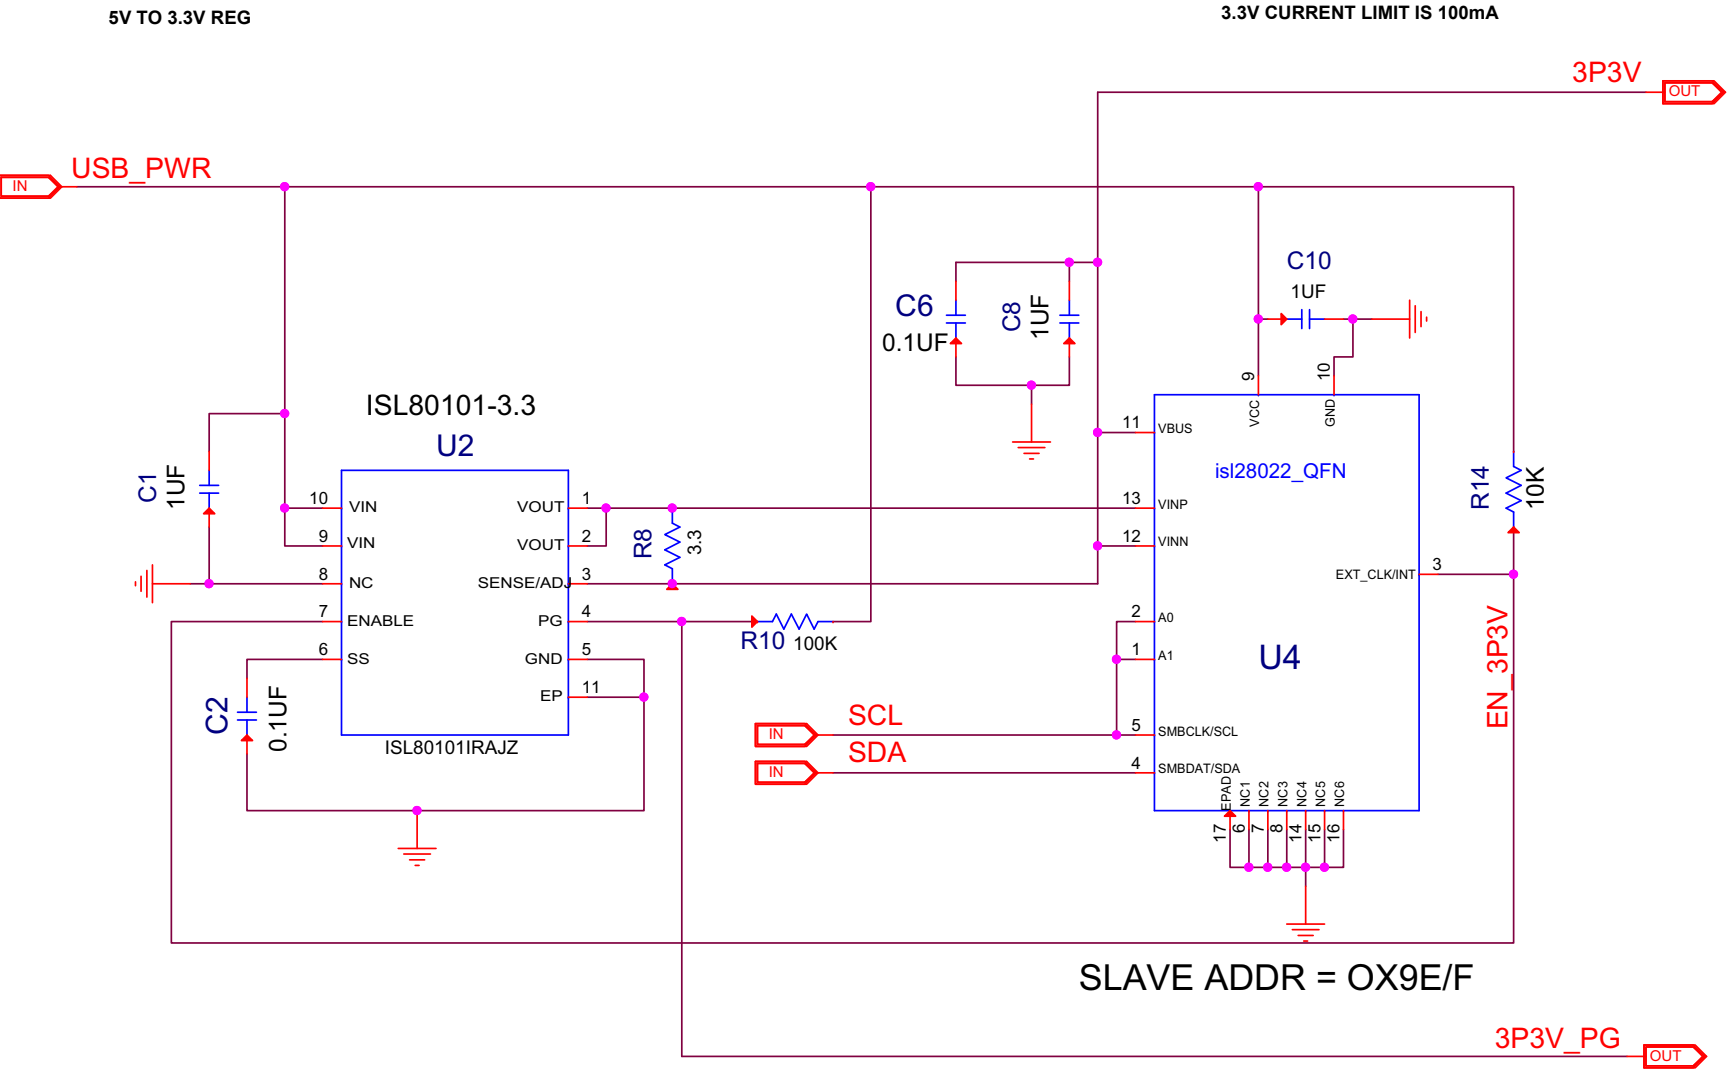 5V TO 3.3V REG
3.3V CURRENT LIMIT IS 100mA
3P3V
OUT
USB_PWR
IN
C10
1UF
C6
0.1UF
C8
1UF
9
10
VCC
GND
ISL80101-3.3
U2
C1
1UF
10
VIN
9
VIN
8
NC
7
ENABLE
6
SS
VOUT
1
VOUT
2
SENSE/ADJ
3
PG
4
GND
5
EP
11
ISL80101IRAJZ
R8
3.3
R10
100K
C2
0.1UF
11
VBUS
isl28022_QFN
13
VINP
12
VINN
R14
10K
EXT_CLK/INT
3
2
A0
1
A1
U4
EN_3P3V
SCL
IN
5
SMBCLK/SCL
SDA
IN
4
SMBDAT/SDA
EPAD
NC1
NC2
NC3
NC4
NC5
NC6
17
6
7
8
14
15
16
SLAVE ADDR = OX9E/F
3P3V_PG
OUT